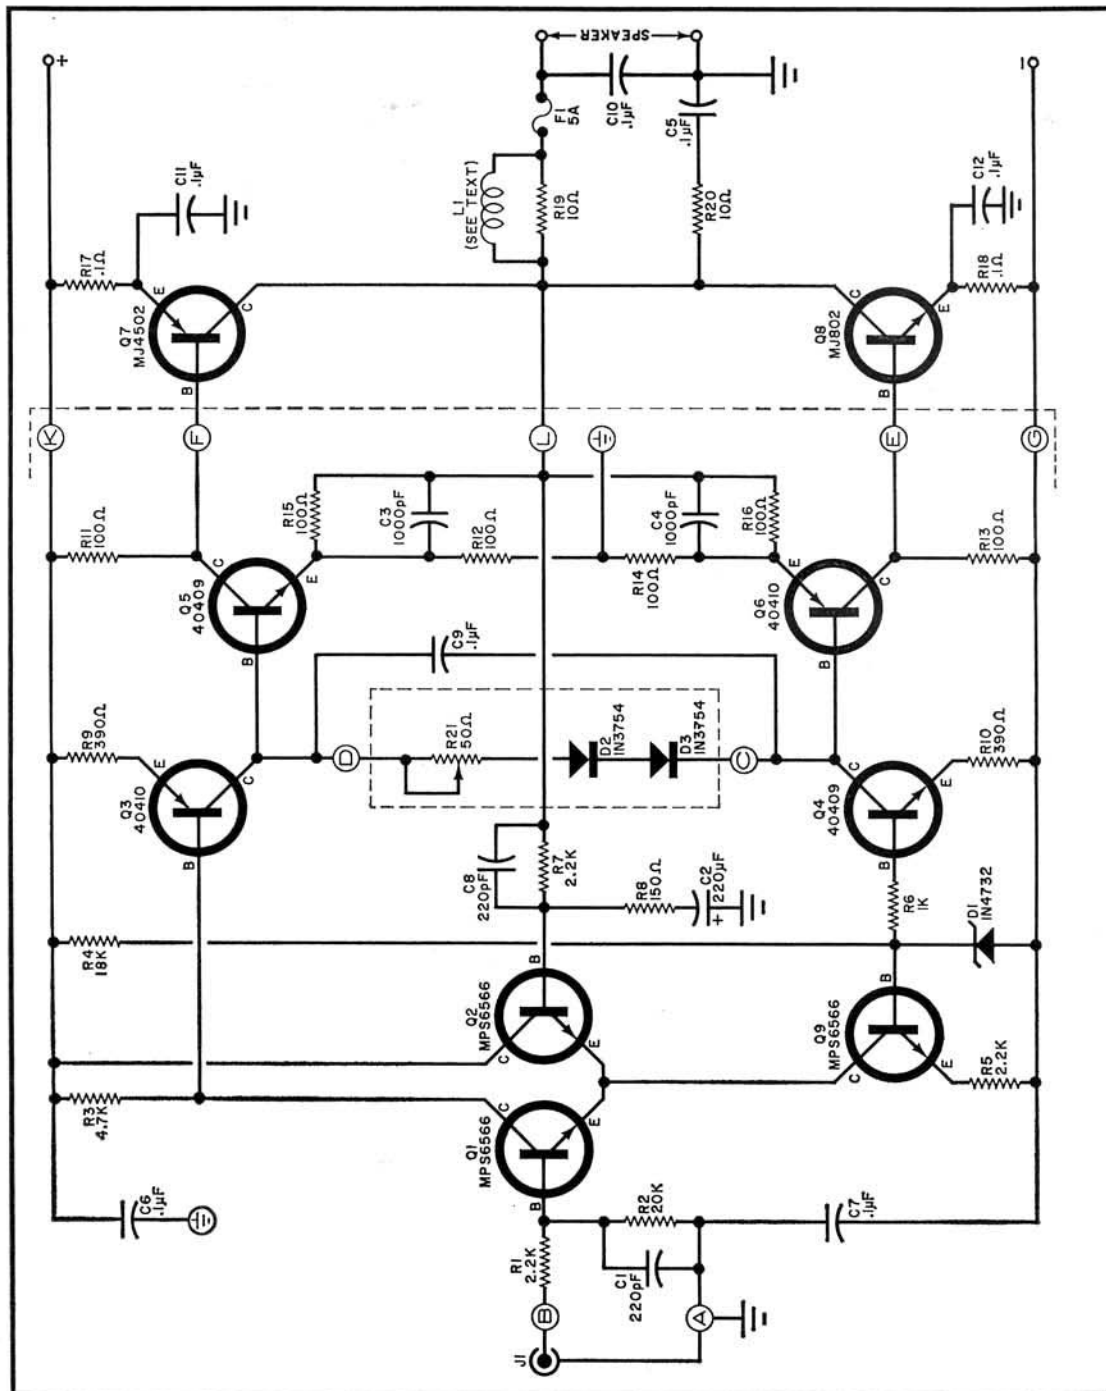 +
SPEAKER
F1
5A
C10
.1µF
C5
.1µF
L1
(SEE TEXT)
R19
10Ω
R20
10Ω
C11
.1µF
C12
.1µF
R17
.1Ω
R18
.1Ω
E
C
B
Q7
MJ4502
C
E
B
Q8
MJ802
K
F
L
E
G
R11
100Ω
R15
100Ω
C3
1000pF
R12
100Ω
R14
100Ω
C4
1000pF
R16
100Ω
R13
100Ω
C
E
B
Q5
40409
E
C
B
Q6
40410
C9
.1µF
R9
390Ω
D
R21
50Ω
D2
1N3754
D3
1N3754
C
R10
390Ω
E
C
B
Q3
40410
C
E
B
Q4
40409
C8
220pF
R7
2.2K
R8
150Ω
C2
220µF
+
R6
1K
D1
1N4732
R4
18K
B
C
E
Q2
MPS6566
B
C
E
Q9
MPS6566
R5
2.2K
R3
4.7K
C
E
B
Q1
MPS6566
C6
.1µF
R1
2.2K
R2
20K
C1
220pF
C7
.1µF
J1
B
A